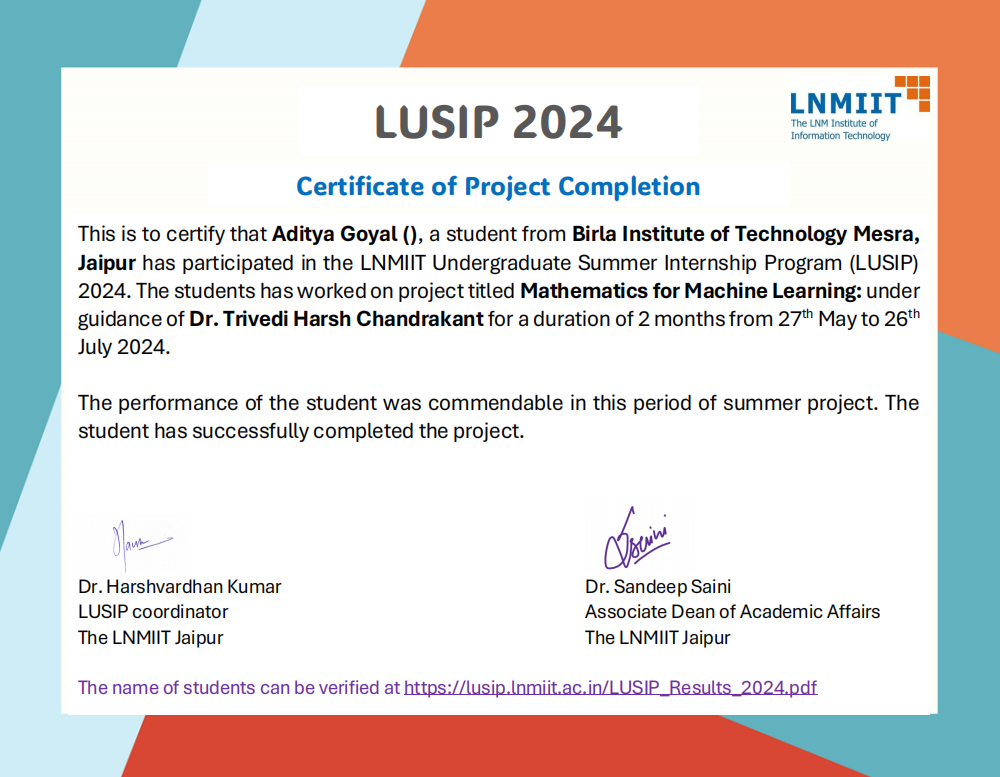 LUSIP 2024
LNMIIT
The LNM Institute of
Information Technology
Certificate of Project Completion
This is to certify that Aditya Goyal (), a student from Birla Institute of Technology Mesra,
Jaipur has participated in the LNMIIT Undergraduate Summer Internship Program (LUSIP)
2024. The students has worked on project titled Mathematics for Machine Learning: under
guidance of Dr. Trivedi Harsh Chandrakant for a duration of 2 months from 27th May to 26th
July 2024.
The performance of the student was commendable in this period of summer project. The
student has successfully completed the project.
Dr. Harshvardhan Kumar
LUSIP coordinator
The LNMIIT Jaipur
Dr. Sandeep Saini
Associate Dean of Academic Affairs
The LNMIIT Jaipur
The name of students can be verified at https://lusip.lnmiit.ac.in/LUSIP_Results_2024.pdf